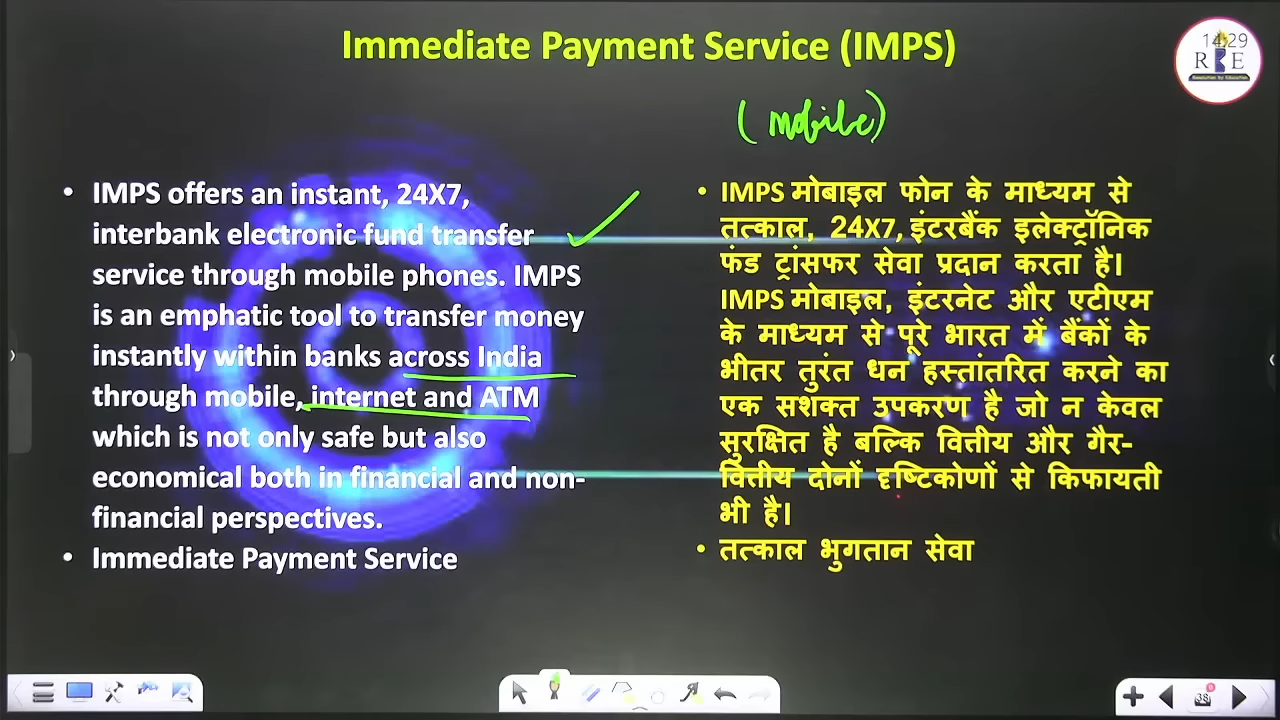 Immediate Payment Service (IMPS)
14:29
R E
(mobile)
• IMPS offers an instant, 24X7,
interbank electronic fund transfer
service through mobile phones. IMPS
is an emphatic tool to transfer money
instantly within banks across India
through mobile, internet and ATM
which is not only safe but also
economical both in financial and non-
financial perspectives.
• Immediate Payment Service
• IMPS मोबाइल फोन के माध्यम से
तत्काल, 24X7, इंटरबैंक इलेक्ट्रॉनिक
फंड ट्रांसफर सेवा प्रदान करता है।
IMPS मोबाइल, इंटरनेट और एटीएम
के माध्यम से पूरे भारत में बैंकों के
भीतर तुरंत धन हस्तांतरित करने का
एक सशक्त उपकरण है जो न केवल
सुरक्षित है बल्कि वित्तीय और गैर-
वित्तीय दोनों दृष्टिकोणों से किफायती
भी है।
• तत्काल भुगतान सेवा
38